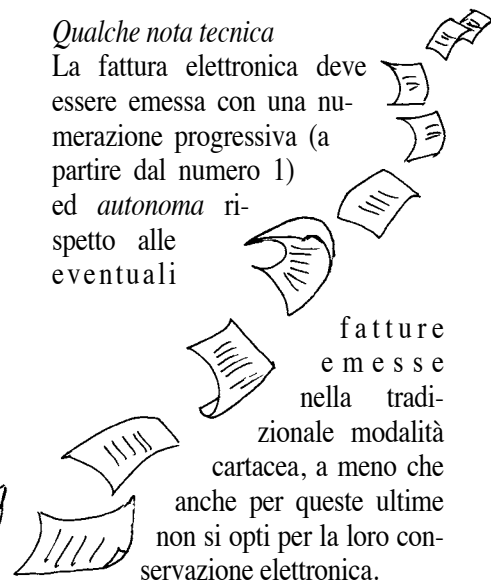 Qualche nota tecnica
La fattura elettronica deve
essere emessa con una nu-
merazione progressiva (a
partire dal numero 1)
ed autonoma ri-
spetto alle
eventuali
fatture
emesse
nella tradi-
zionale modalità
cartacea, a meno che
anche per queste ultime
non si opti per la loro con-
servazione elettronica.